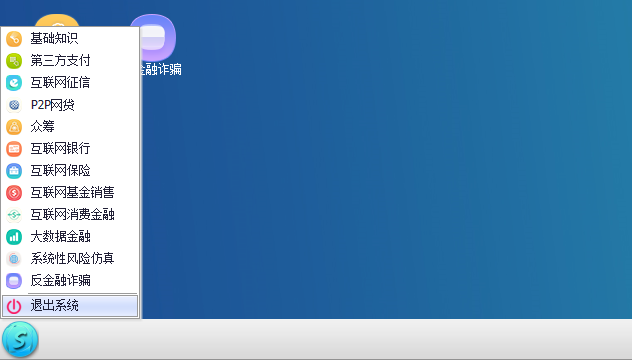 基础知识
第三方支付
互联网征信
P2P网贷
众筹
互联网银行
互联网保险
互联网基金销售
互联网消费金融
大数据金融
系统性风险仿真
反金融诈骗
退出系统
金融诈骗